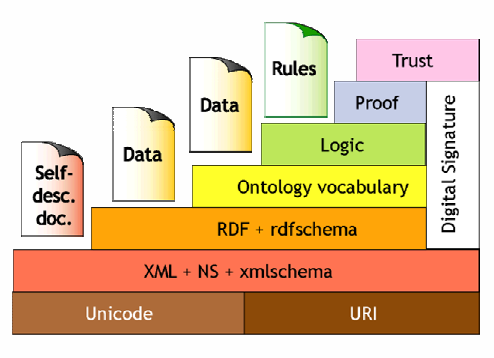 Trust
Rules
Proof
Data
Logic
Digital Signature
Data
Ontology vocabulary
Self-
desc.
doc.
RDF + rdfschema
XML + NS + xmlschema
Unicode
URI